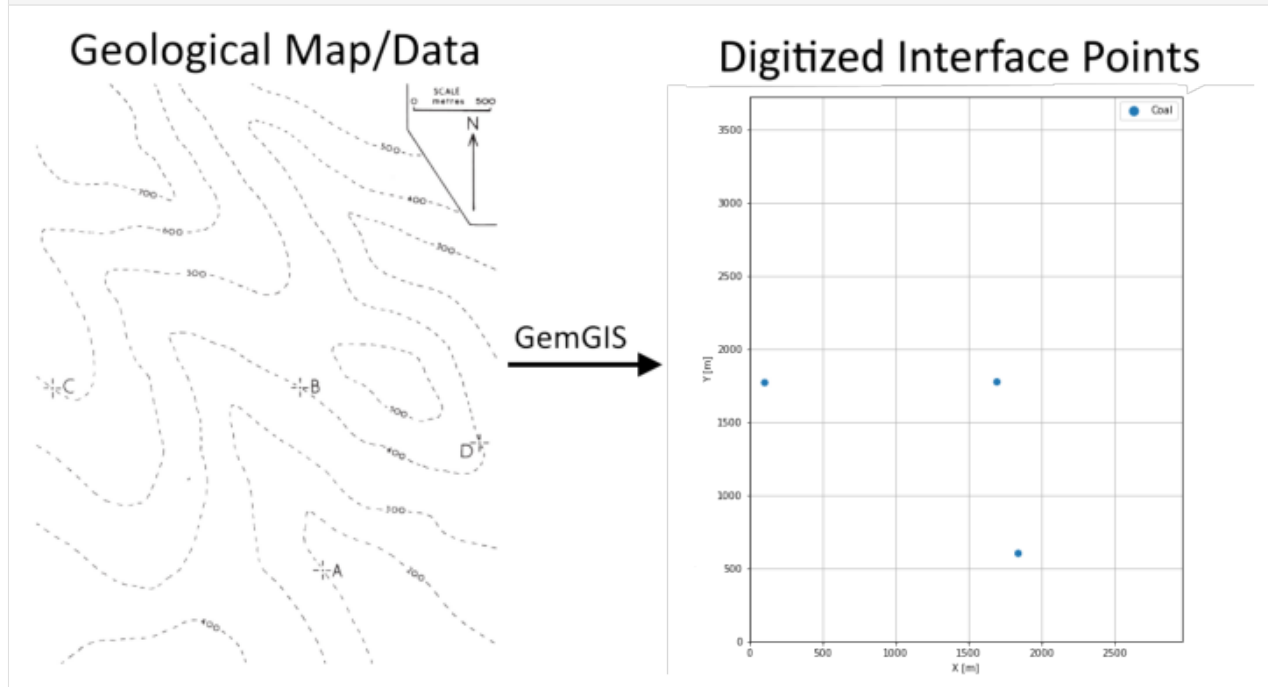 Geological Map/Data
SCALE
0 metres 500
N
500
400
300
700
600
500
C
B
D
A
500
400
300
200
400
GemGIS
Digitized Interface Points
Coal
3500
3000
2500
2000
1500
1000
500
0
Y [m]
0 500 1000 1500 2000 2500
X [m]